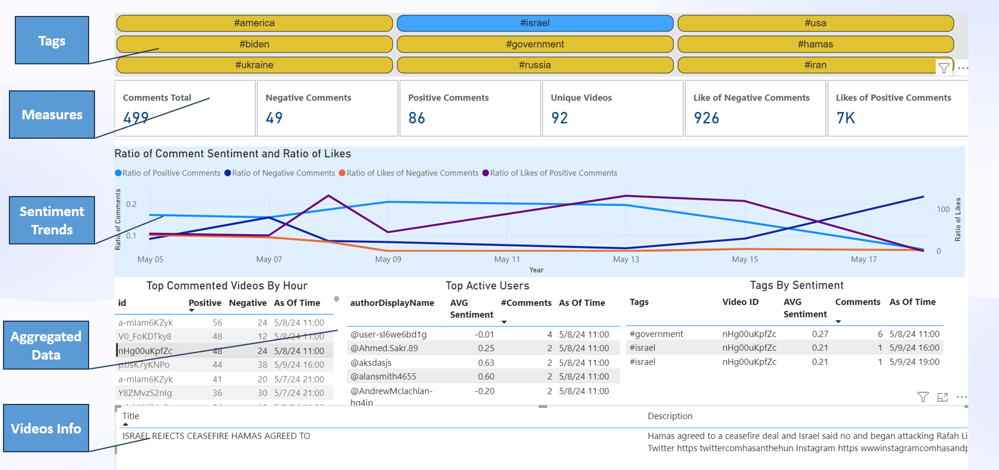 Tags
#america #israel #usa
#biden #government #hamas
#ukraine #russia #iran
Measures
Comments Total Negative Comments Positive Comments Unique Videos Like of Negative Comments Likes of Positive Comments
499 49 86 92 926 7K
Sentiment
Trends
Ratio of Comment Sentiment and Ratio of Likes
Ratio of Positive Comments Ratio of Negative Comments Ratio of Likes of Negative Comments Ratio of Likes of Positive Comments
Ratio of Comments
0.2
0.1
100
0
Ratio of Likes
May 05 May 07 May 09 May 11 May 13 May 15 May 17
Year
Aggregated
Data
Top Commented Videos By Hour
id Positive Negative As Of Time
a-mIam6KZyk 56 24 5/8/24 11:00
V0_FoKDTky8 48 12 5/8/24 11:00
nHg00uKpfZc 48 24 5/8/24 11:00
pJJsK7yKNPo 44 38 5/9/24 16:00
a-mIam6KZyk 41 20 5/7/24 21:00
Y8ZMvzS2nIg 36 30 5/7/24 21:00
Top Active Users
authorDisplayName AVG #Comments As Of Time
Sentiment
@user-sl6we6bd1g -0.01 4 5/8/24 11:00
@Ahmed.Sakr.89 0.25 2 5/8/24 11:00
@aksdasjs 0.63 2 5/8/24 11:00
@alansmith4655 0.60 2 5/8/24 11:00
@AndrewMclachlan- -0.20 2 5/8/24 11:00
Tags By Sentiment
Tags Video ID AVG Comments As Of Time
Sentiment
#government nHg00uKpfZc 0.27 6 5/8/24 11:00
#israel nHg00uKpfZc 0.21 1 5/9/24 16:00
#israel nHg00uKpfZc 0.21 1 5/9/24 19:00
Videos Info
Title Description
ISRAEL REJECTS CEASEFIRE HAMAS AGREED TO Hamas agreed to a ceasefire deal and Israel said no and began attacking Rafah Li
Twitter https twittercomhasanthehun Instagram https wwwinstagramcomhasandp